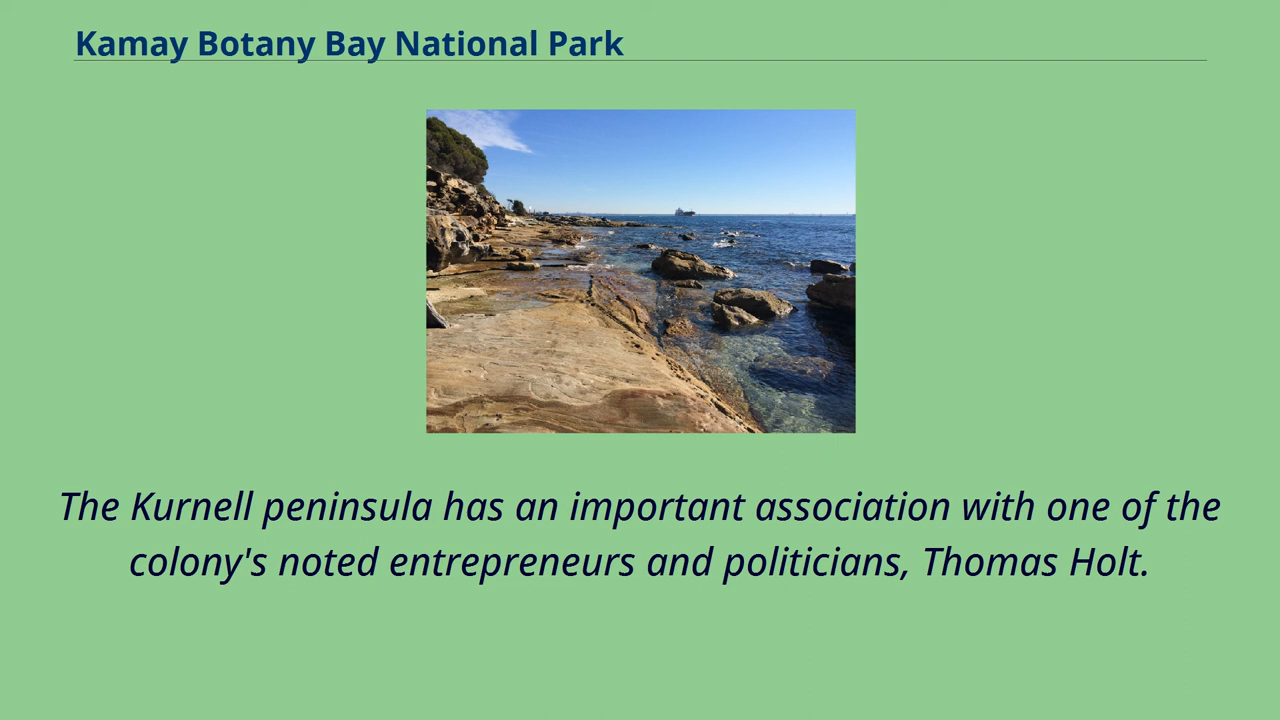 Kamay Botany Bay National Park
The Kurnell peninsula has an important association with one of the
colony's noted entrepreneurs and politicians, Thomas Holt.